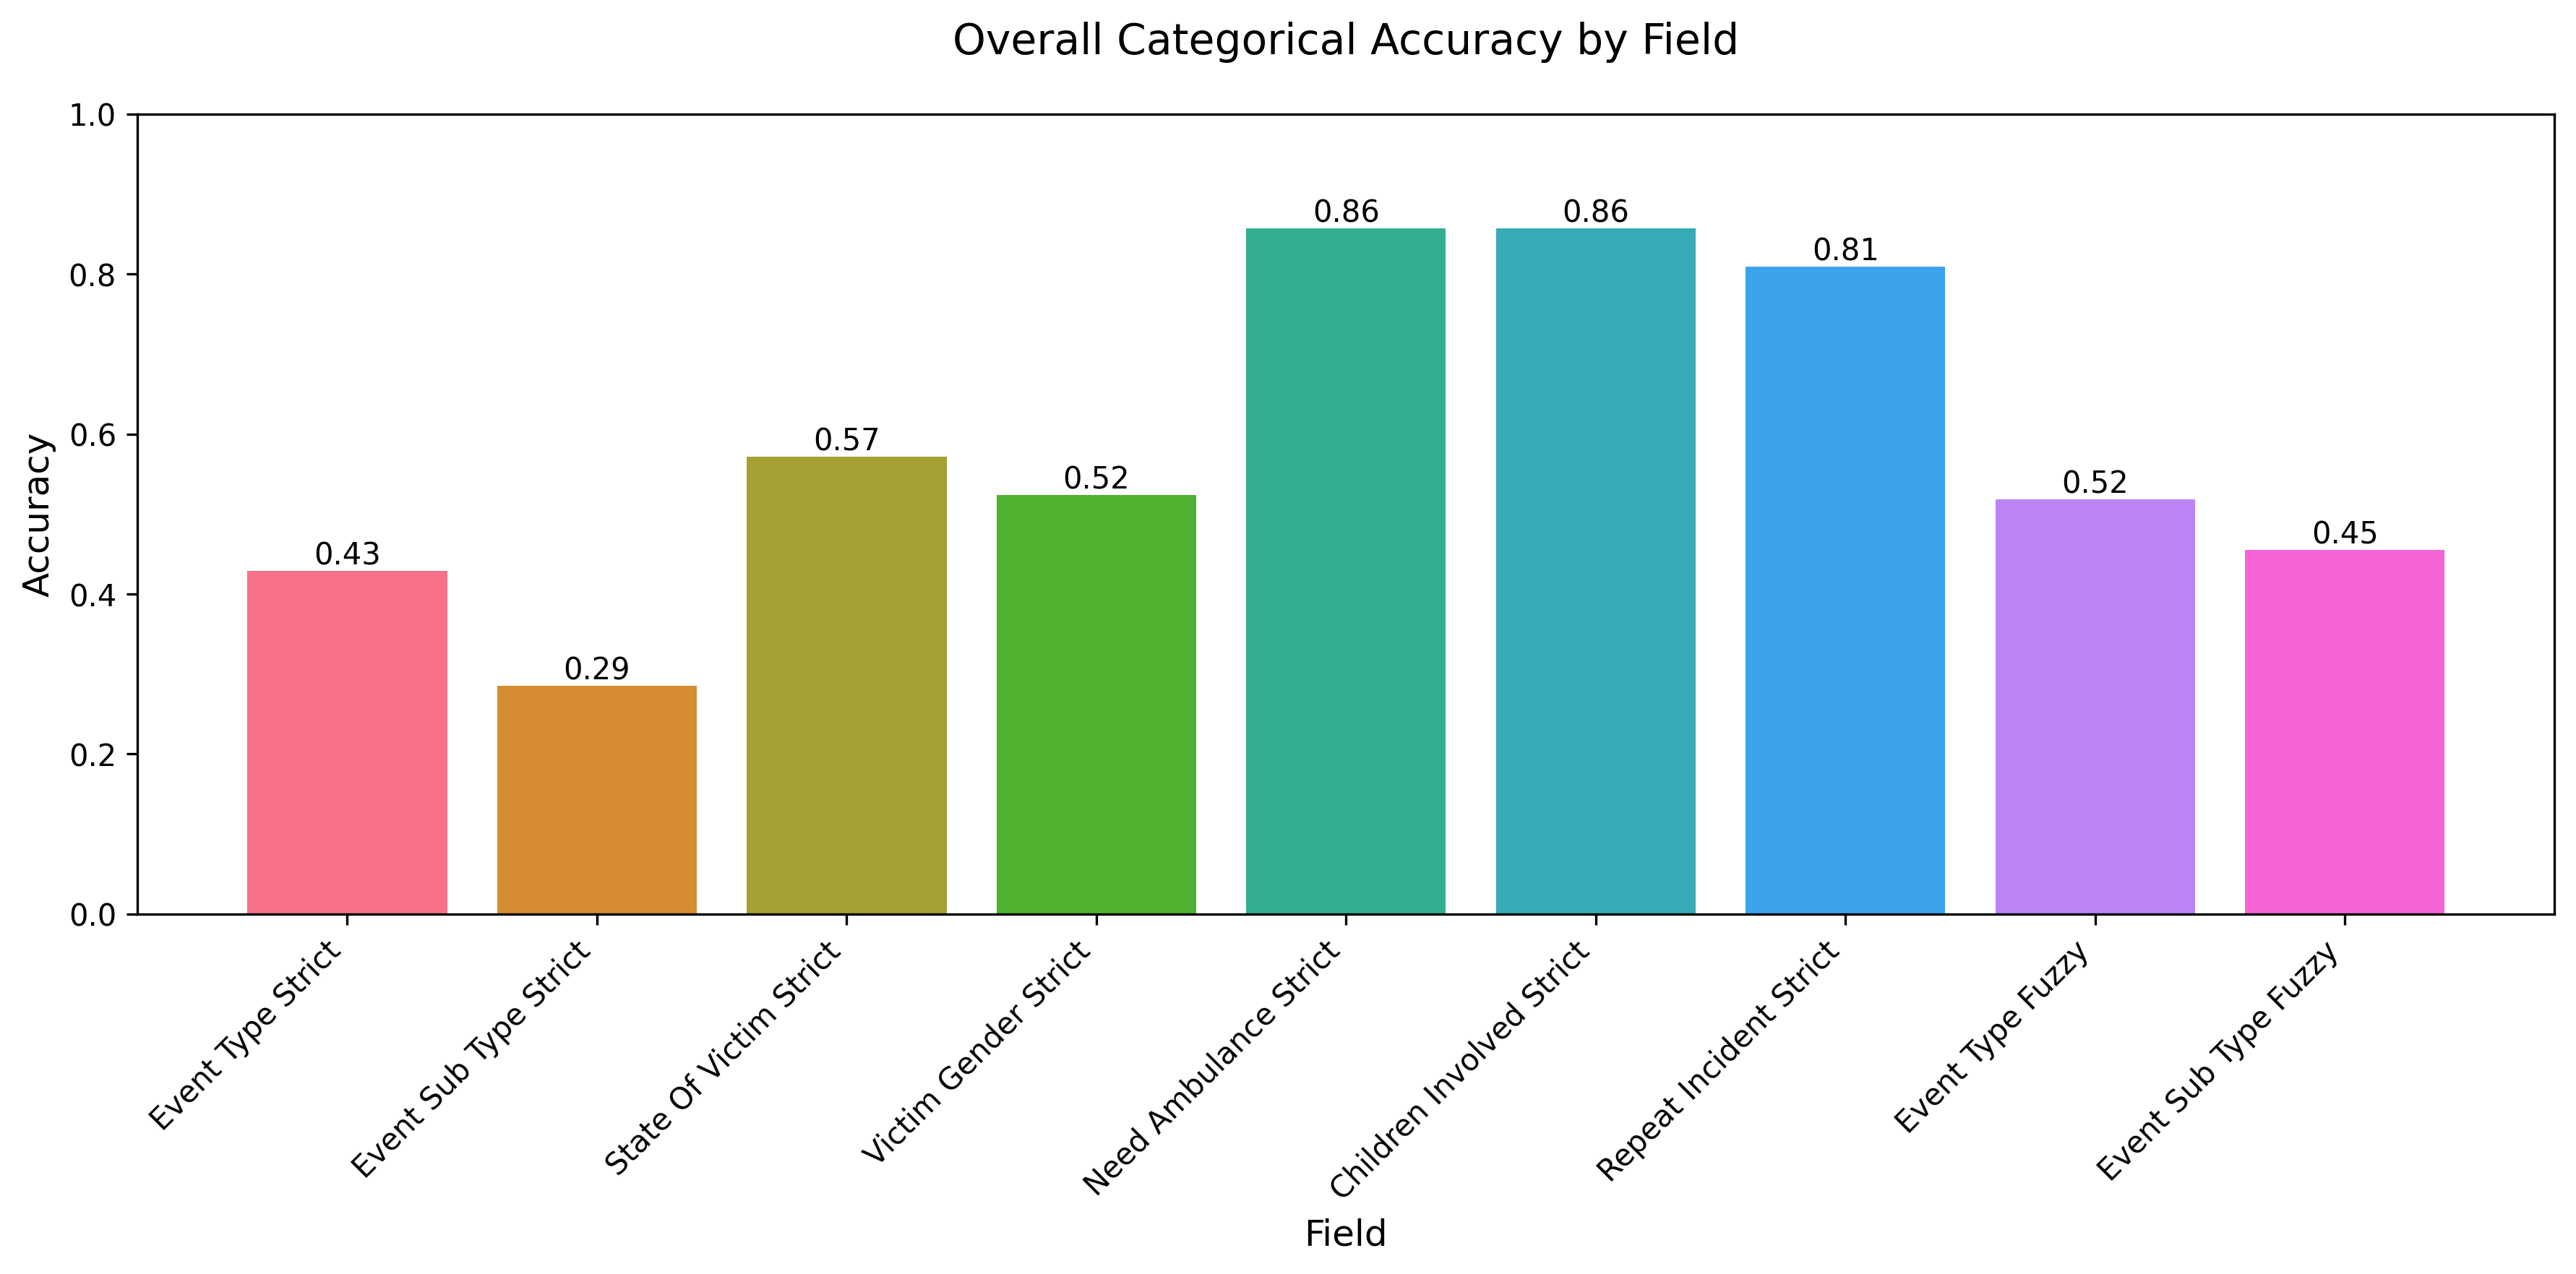 Overall Categorical Accuracy by Field
Accuracy
1.0
0.8
0.6
0.4
0.2
0.0
0.43
0.29
0.57
0.52
0.86
0.86
0.81
0.52
0.45
Event Type Strict
Event Sub Type Strict
State Of Victim Strict
Victim Gender Strict
Need Ambulance Strict
Children Involved Strict
Repeat Incident Strict
Event Type Fuzzy
Event Sub Type Fuzzy
Field